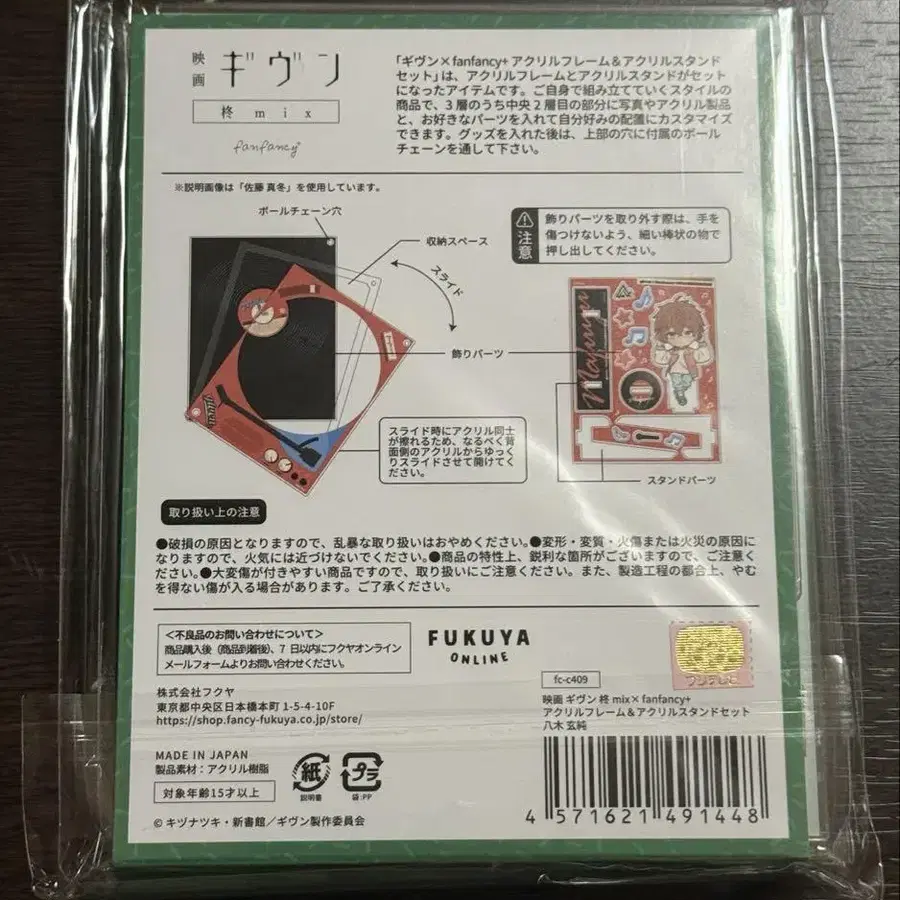 映画 ギヴン
柊 mix
fanfancy+
「ギヴン×fanfancy+ アクリルフレーム&アクリルスタンド
セット」は、アクリルフレームとアクリルスタンドがセット
になったアイテムです。ご自身で組み立てていくスタイルの
商品で、3層のうち中央2層目の部分に写真やアクリル製品
と、お好きなパーツを入れて自分好みの配置にカスタマイズ
できます。グッズを入れた後は、上部の穴に付属のボール
チェーンを通して下さい。
※説明画像は「佐藤 真冬」を使用しています。
ボールチェーン穴
収納スペース
スライド
注意
飾りパーツを取り外す際は、手を
傷つけないよう、細い棒状の物で
押し出してください。
飾りパーツ
Mafuyu
given
スライド時にアクリル同士
が擦れるため、なるべく背
面側のアクリルからゆっく
りスライドさせて開けてく
ださい。
スタンドパーツ
取り扱い上の注意
●破損の原因となりますので、乱暴な取り扱いはおやめください。●変形・変質・火傷または火災の原因に
なりますので、火気には近づけないでください。●商品の特性上、鋭利な箇所がございますので、ご注意くだ
さい。●大変傷が付きやすい商品ですので、取り扱いにご注意ください。また、製造工程の都合上、やむ
を得ない傷が入る場合があります。ご了承ください。
<不良品のお問い合わせについて>
商品購入後（商品到着後）、7 日以内にフクヤオンライン
メールフォームよりお問い合わせください。
FUKUYA
ONLINE
フジテレビ
株式会社フクヤ
東京都中央区日本橋本町 1-5-4-10F
https://shop.fancy-fukuya.co.jp/store/
fc-c409
映画 ギヴン 柊 mix×fanfancy+
アクリルフレーム&アクリルスタンドセット
八木 玄純
MADE IN JAPAN
製品素材：アクリル樹脂
対象年齢15才以上
紙
説明書
プラ
袋:PP
© キヅナツキ・新書館／ギヴン製作委員会
4 571621 491448